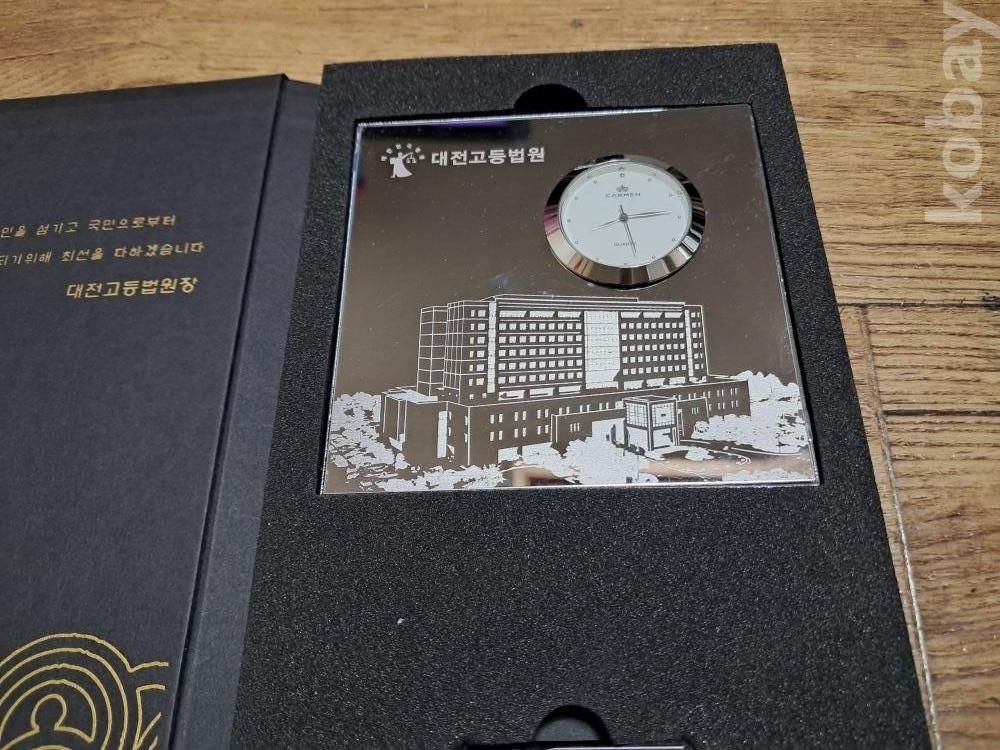 민을 섬기고 국민으로부터
되기위해 최선을 다하겠습니다
대전고등법원장
대전고등법원
CARMEN
QUARTZ
kobay